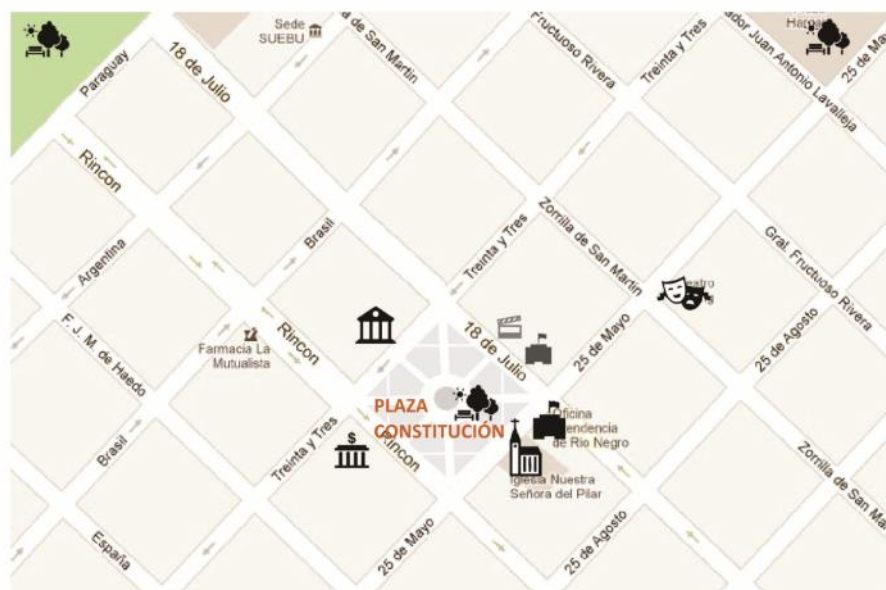 Sede
SUEBU
de San Martin
Fructuoso Rivera
Treinta y Tres
Juan Antonio Lavalleja
25 de Ma
Paraguay
18 de Julio
Rincon
Argentina
Brasil
Treinta y Tres
Zorrilla de San Martin
Gral. Fructuoso Rivera
F. J. M. de Haedo
Farmacia La
Mutualista
Rincon
18 de Julio
25 de Mayo
25 de Agosto
PLAZA
CONSTITUCIÓN
Oficina
de Rio Negro
Brasil
Treinta y Tres
Rincon
$
Iglesia Nuestra
Señora del Pilar
Zorrilla de San Ma
España
25 de Mayo
25 de Agosto